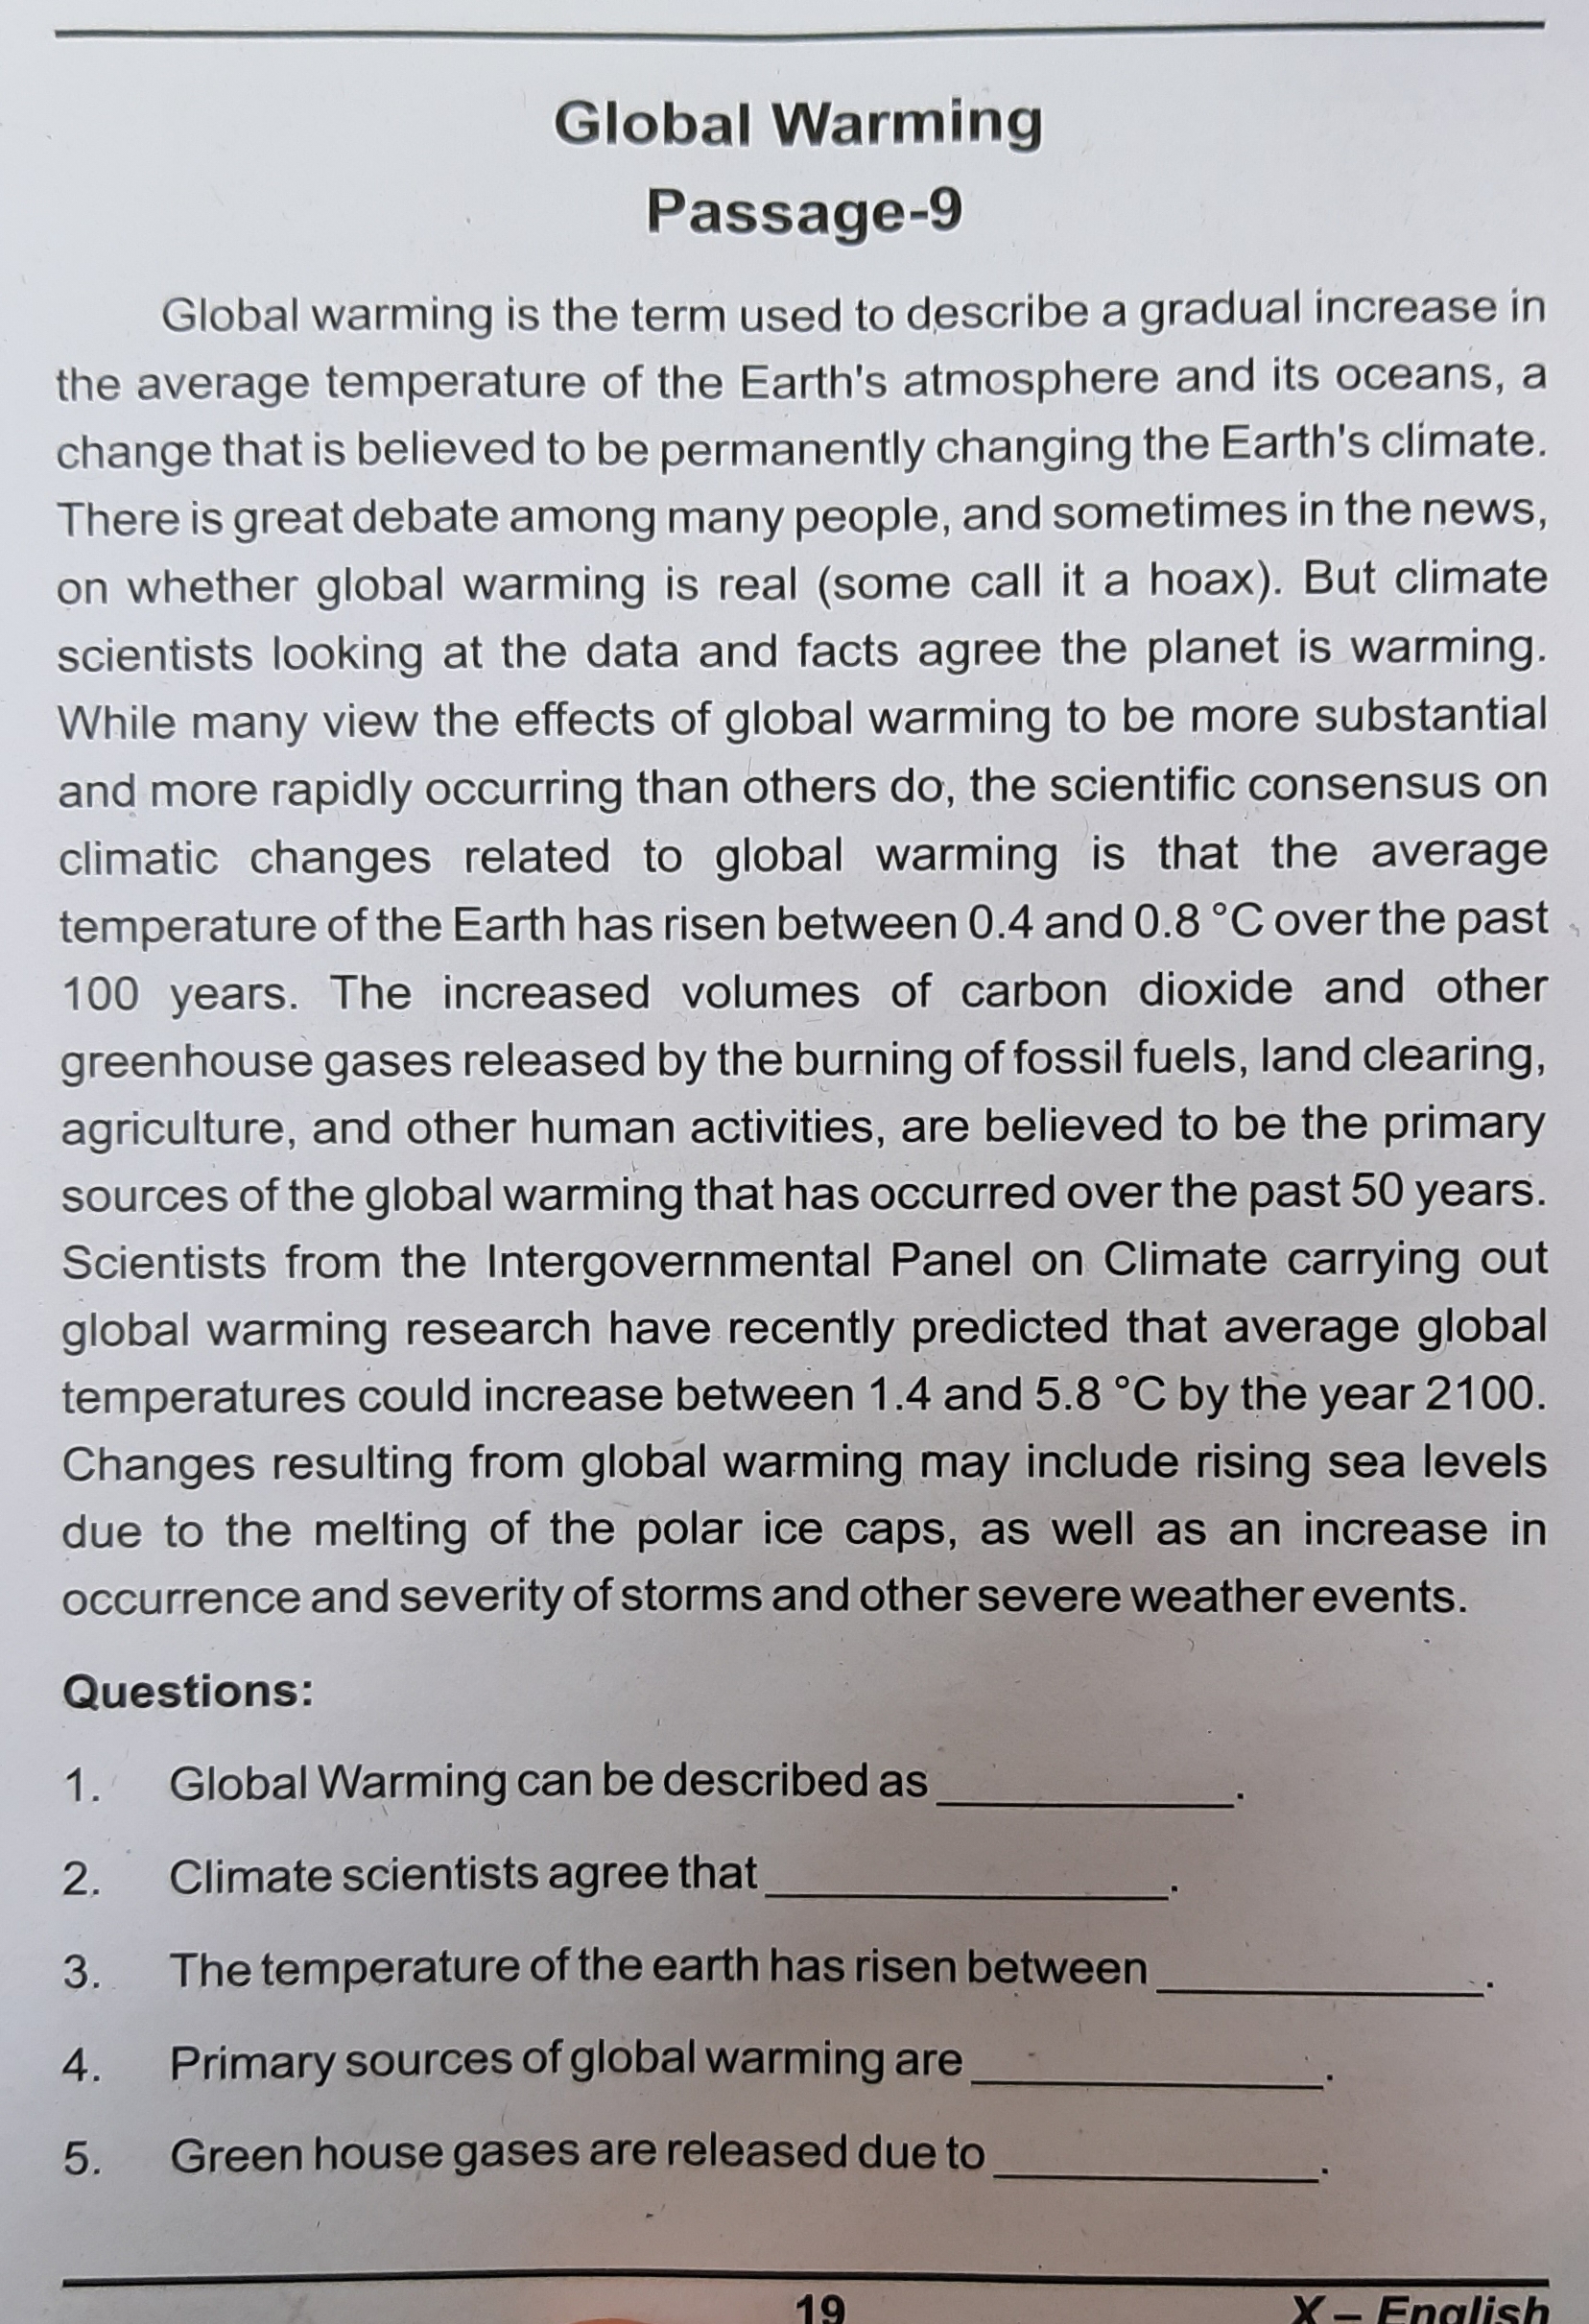 Global Warming
Passage-9
Global warming is the term used to describe a gradual increase in
the average temperature of the Earth's atmosphere and its oceans, a
change that is believed to be permanently changing the Earth's climate.
There is great debate among many people, and sometimes in the news,
on whether global warming is real (some call it a hoax). But climate
scientists looking at the data and facts agree the planet is warming.
While many view the effects of global warming to be more substantial
and more rapidly occurring than others do, the scientific consensus on
climatic changes related to global warming is that the average
temperature of the Earth has risen between 0.4 and 0.8 °C over the past
100 years. The increased volumes of carbon dioxide and other
greenhouse gases released by the burning of fossil fuels, land clearing,
agriculture, and other human activities, are believed to be the primary
sources of the global warming that has occurred over the past 50 years.
Scientists from the Intergovernmental Panel on Climate carrying out
global warming research have recently predicted that average global
temperatures could increase between 1.4 and 5.8 °C by the year 2100.
Changes resulting from global warming may include rising sea levels
due to the melting of the polar ice caps, as well as an increase in
occurrence and severity of storms and other severe weather events.
Questions:
1. Global Warming can be described as ____________.
2. Climate scientists agree that ________________.
3. The temperature of the earth has risen between _____________.
4. Primary sources of global warming are ______________.
5. Green house gases are released due to _____________.
19 X – English